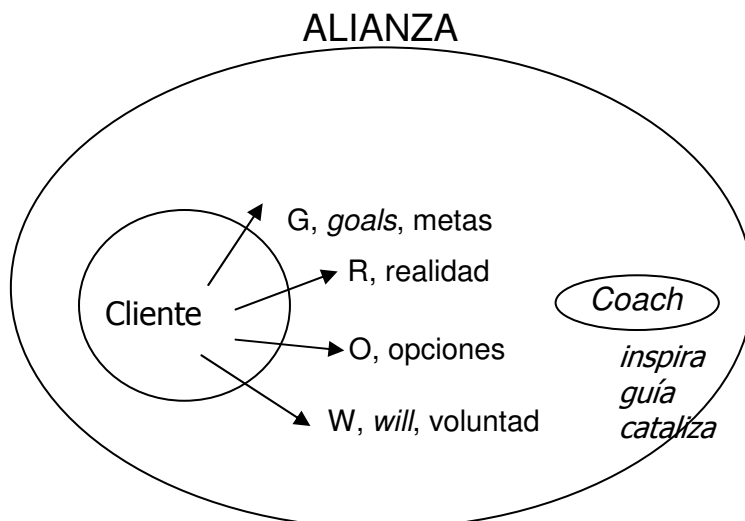 ALIANZA
G, goals, metas
R, realidad
Cliente
O, opciones
W, will, voluntad
Coach
inspira
guía
cataliza